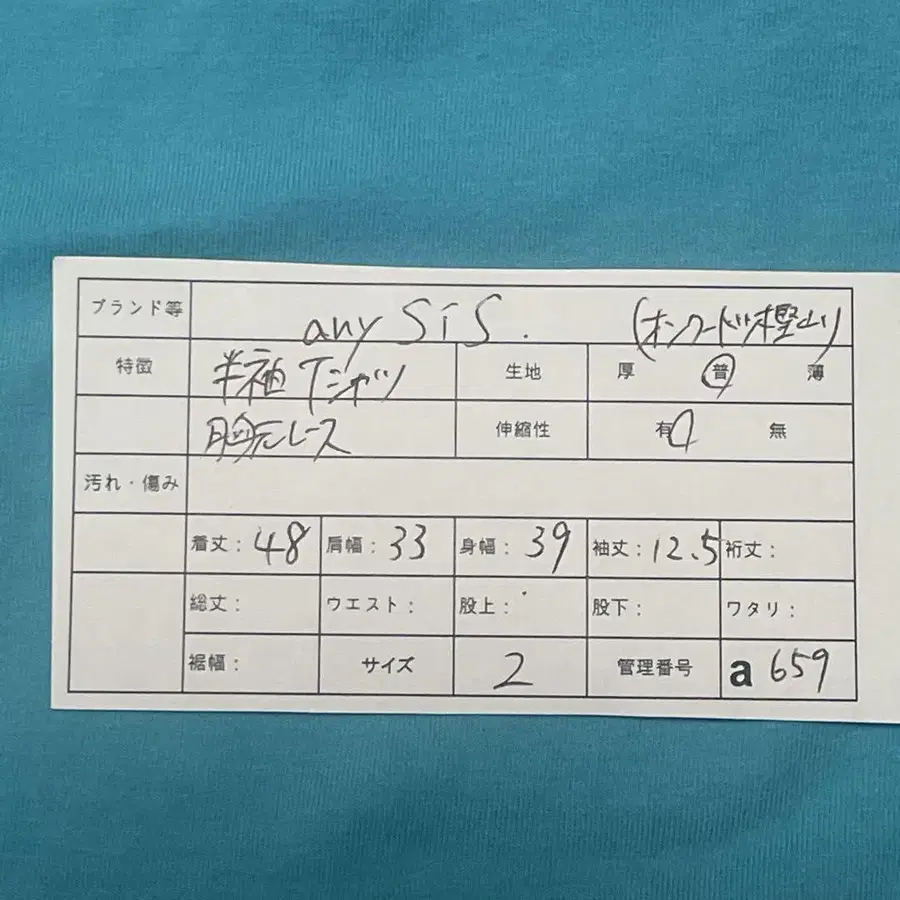 ブランド等 any SiS. (オンワード樫山)
特徴 半袖Tシャツ 生地 厚 普 薄
胸元レース 伸縮性 有 無
汚れ・傷み
着丈: 48 肩幅: 33 身幅: 39 袖丈: 12.5 裄丈:
総丈: ウエスト: 股上: 股下: ワタリ:
裾幅: サイズ 2 管理番号 a 659